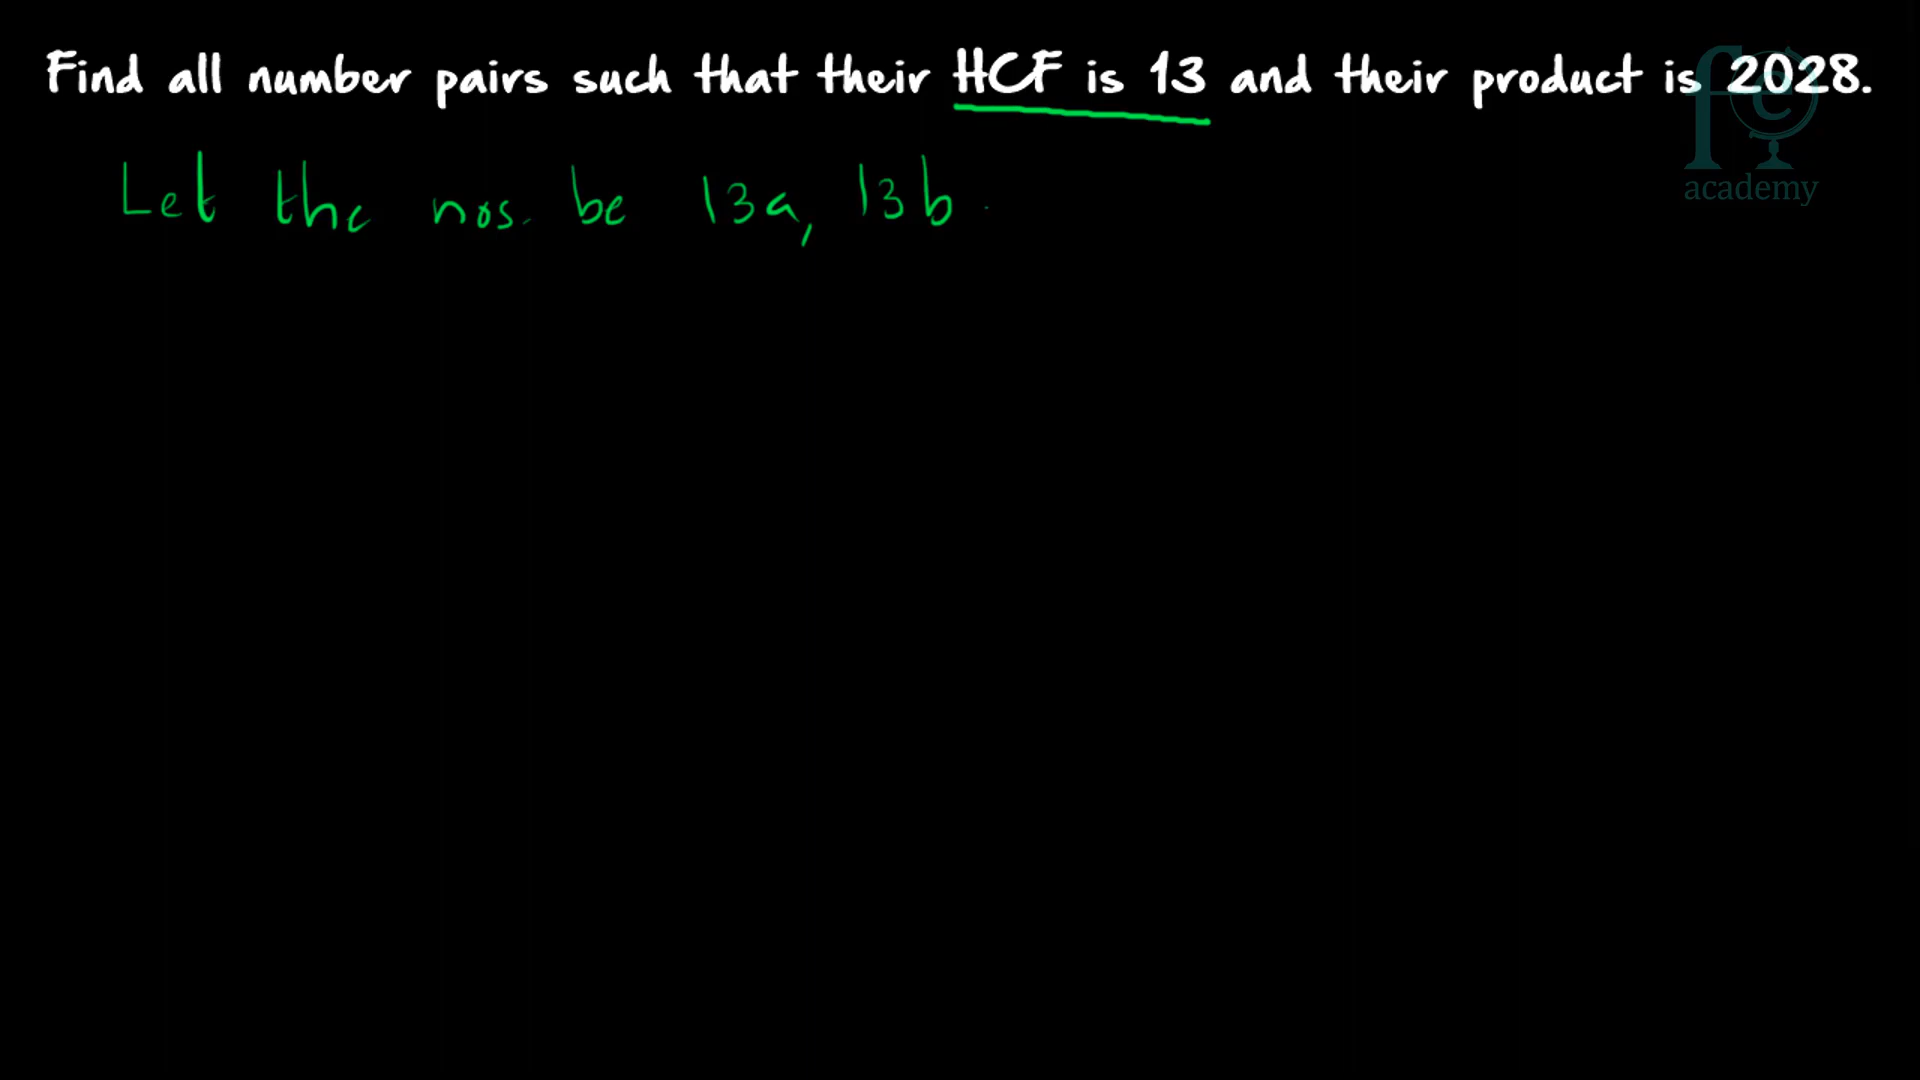 Find all number pairs such that their HCF is 13 and their product is 2028.
Let the nos. be 13a, 13b.
fe
academy